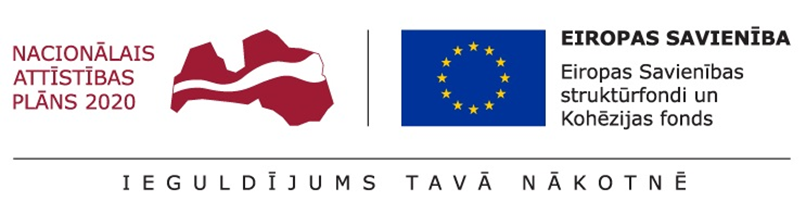 NACIONĀLAIS
ATTĪSTĪBAS
PLĀNS 2020
EIROPAS SAVIENĪBA
Eiropas Savienības
struktūrfondi un
Kohēzijas fonds
IEGULDĪJUMS TAVĀ NĀKOTNĒ